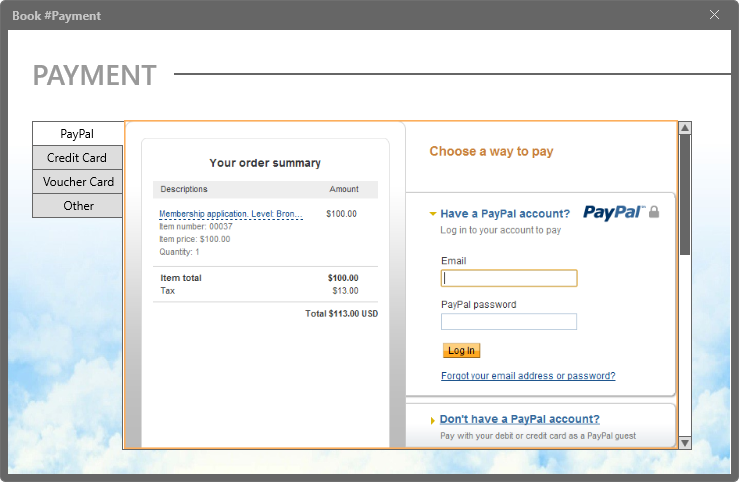 Book #Payment
PAYMENT
PayPal
Credit Card
Voucher Card
Other
Your order summary
Descriptions Amount
Membership application. Level: Bron... $100.00
Item number: 00037
Item price: $100.00
Quantity: 1
Item total $100.00
Tax $13.00
Total $113.00 USD
Choose a way to pay
Have a PayPal account? PayPal™
Log in to your account to pay
Email
PayPal password
Log In
Forgot your email address or password?
Don't have a PayPal account?
Pay with your debit or credit card as a PayPal guest